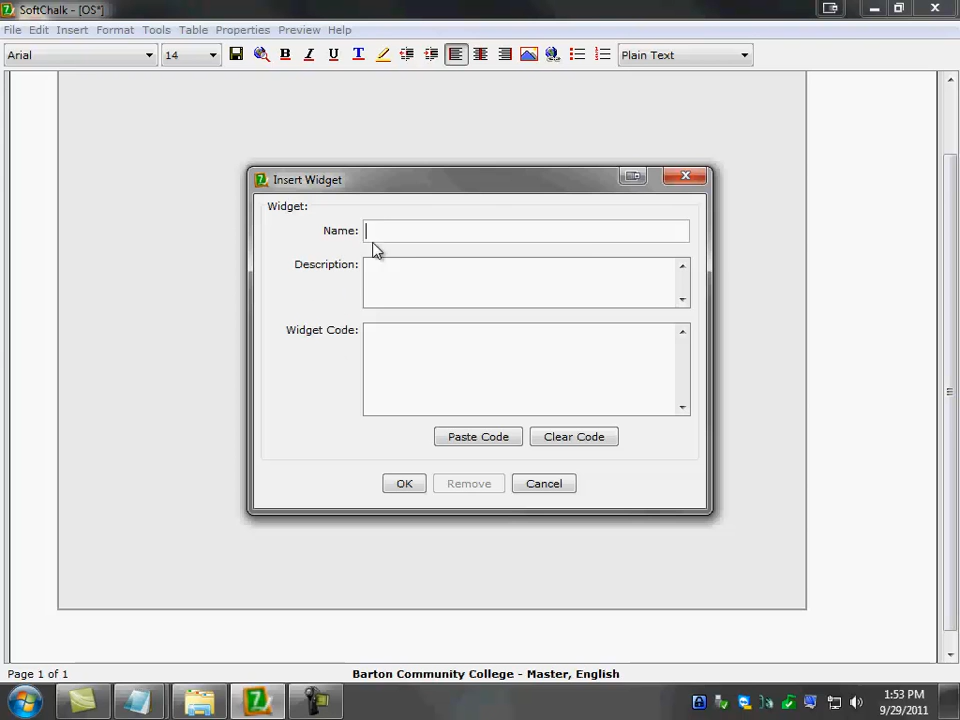 SoftChalk - [OS*]
File Edit Insert Format Tools Table Properties Preview Help
Arial 14 B I U T Plain Text
Insert Widget
Widget:
Name:
Description:
Widget Code:
Paste Code Clear Code
OK Remove Cancel
Page 1 of 1 Barton Community College - Master, English
1:53 PM
9/29/2011